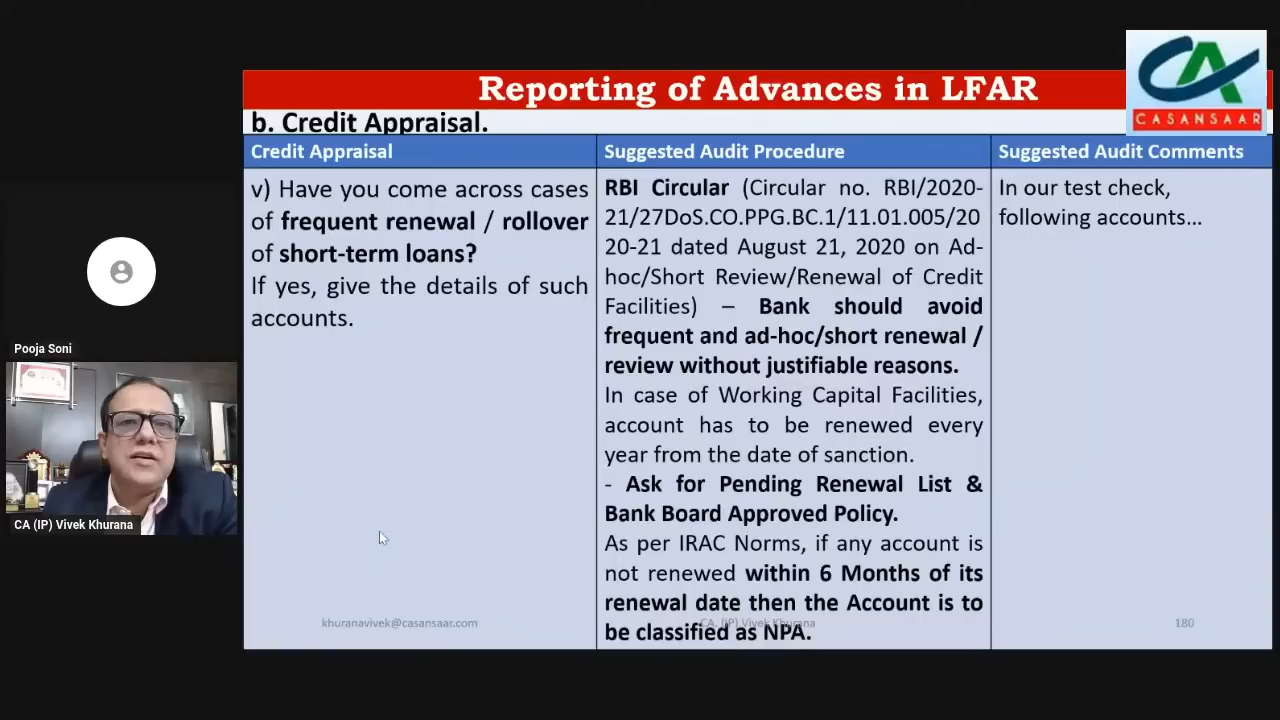 Reporting of Advances in LFAR
CA
CASANSAAR
b. Credit Appraisal.
Credit Appraisal
v) Have you come across cases
of frequent renewal / rollover
of short-term loans?
If yes, give the details of such
accounts.
Suggested Audit Procedure
RBI Circular (Circular no. RBI/2020-
21/27DoS.CO.PPG.BC.1/11.01.005/20
20-21 dated August 21, 2020 on Ad-
hoc/Short Review/Renewal of Credit
Facilities) – Bank should avoid
frequent and ad-hoc/short renewal /
review without justifiable reasons.
In case of Working Capital Facilities,
account has to be renewed every
year from the date of sanction.
- Ask for Pending Renewal List &
Bank Board Approved Policy.
As per IRAC Norms, if any account is
not renewed within 6 Months of its
renewal date then the Account is to
be classified as NPA.
Suggested Audit Comments
In our test check,
following accounts...
khuranavivek@casansaar.com
CA. (IP) Vivek Khurana
180
Pooja Soni
CA (IP) Vivek Khurana